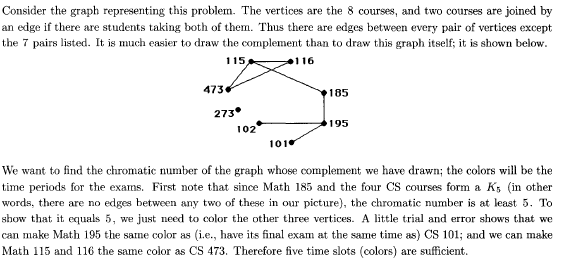 Consider the graph representing this problem. The vertices are the 8 courses, and two courses are joined by
an edge if there are students taking both of them. Thus there are edges between every pair of vertices except
the 7 pairs listed. It is much easier to draw the complement than to draw this graph itself; it is shown below.
115 116
473 185
273
102 195
101
We want to find the chromatic number of the graph whose complement we have drawn; the colors will be the
time periods for the exams. First note that since Math 185 and the four CS courses form a K5 (in other
words, there are no edges between any two of these in our picture), the chromatic number is at least 5. To
show that it equals 5, we just need to color the other three vertices. A little trial and error shows that we
can make Math 195 the same color as (i.e., have its final exam at the same time as) CS 101; and we can make
Math 115 and 116 the same color as CS 473. Therefore five time slots (colors) are sufficient.